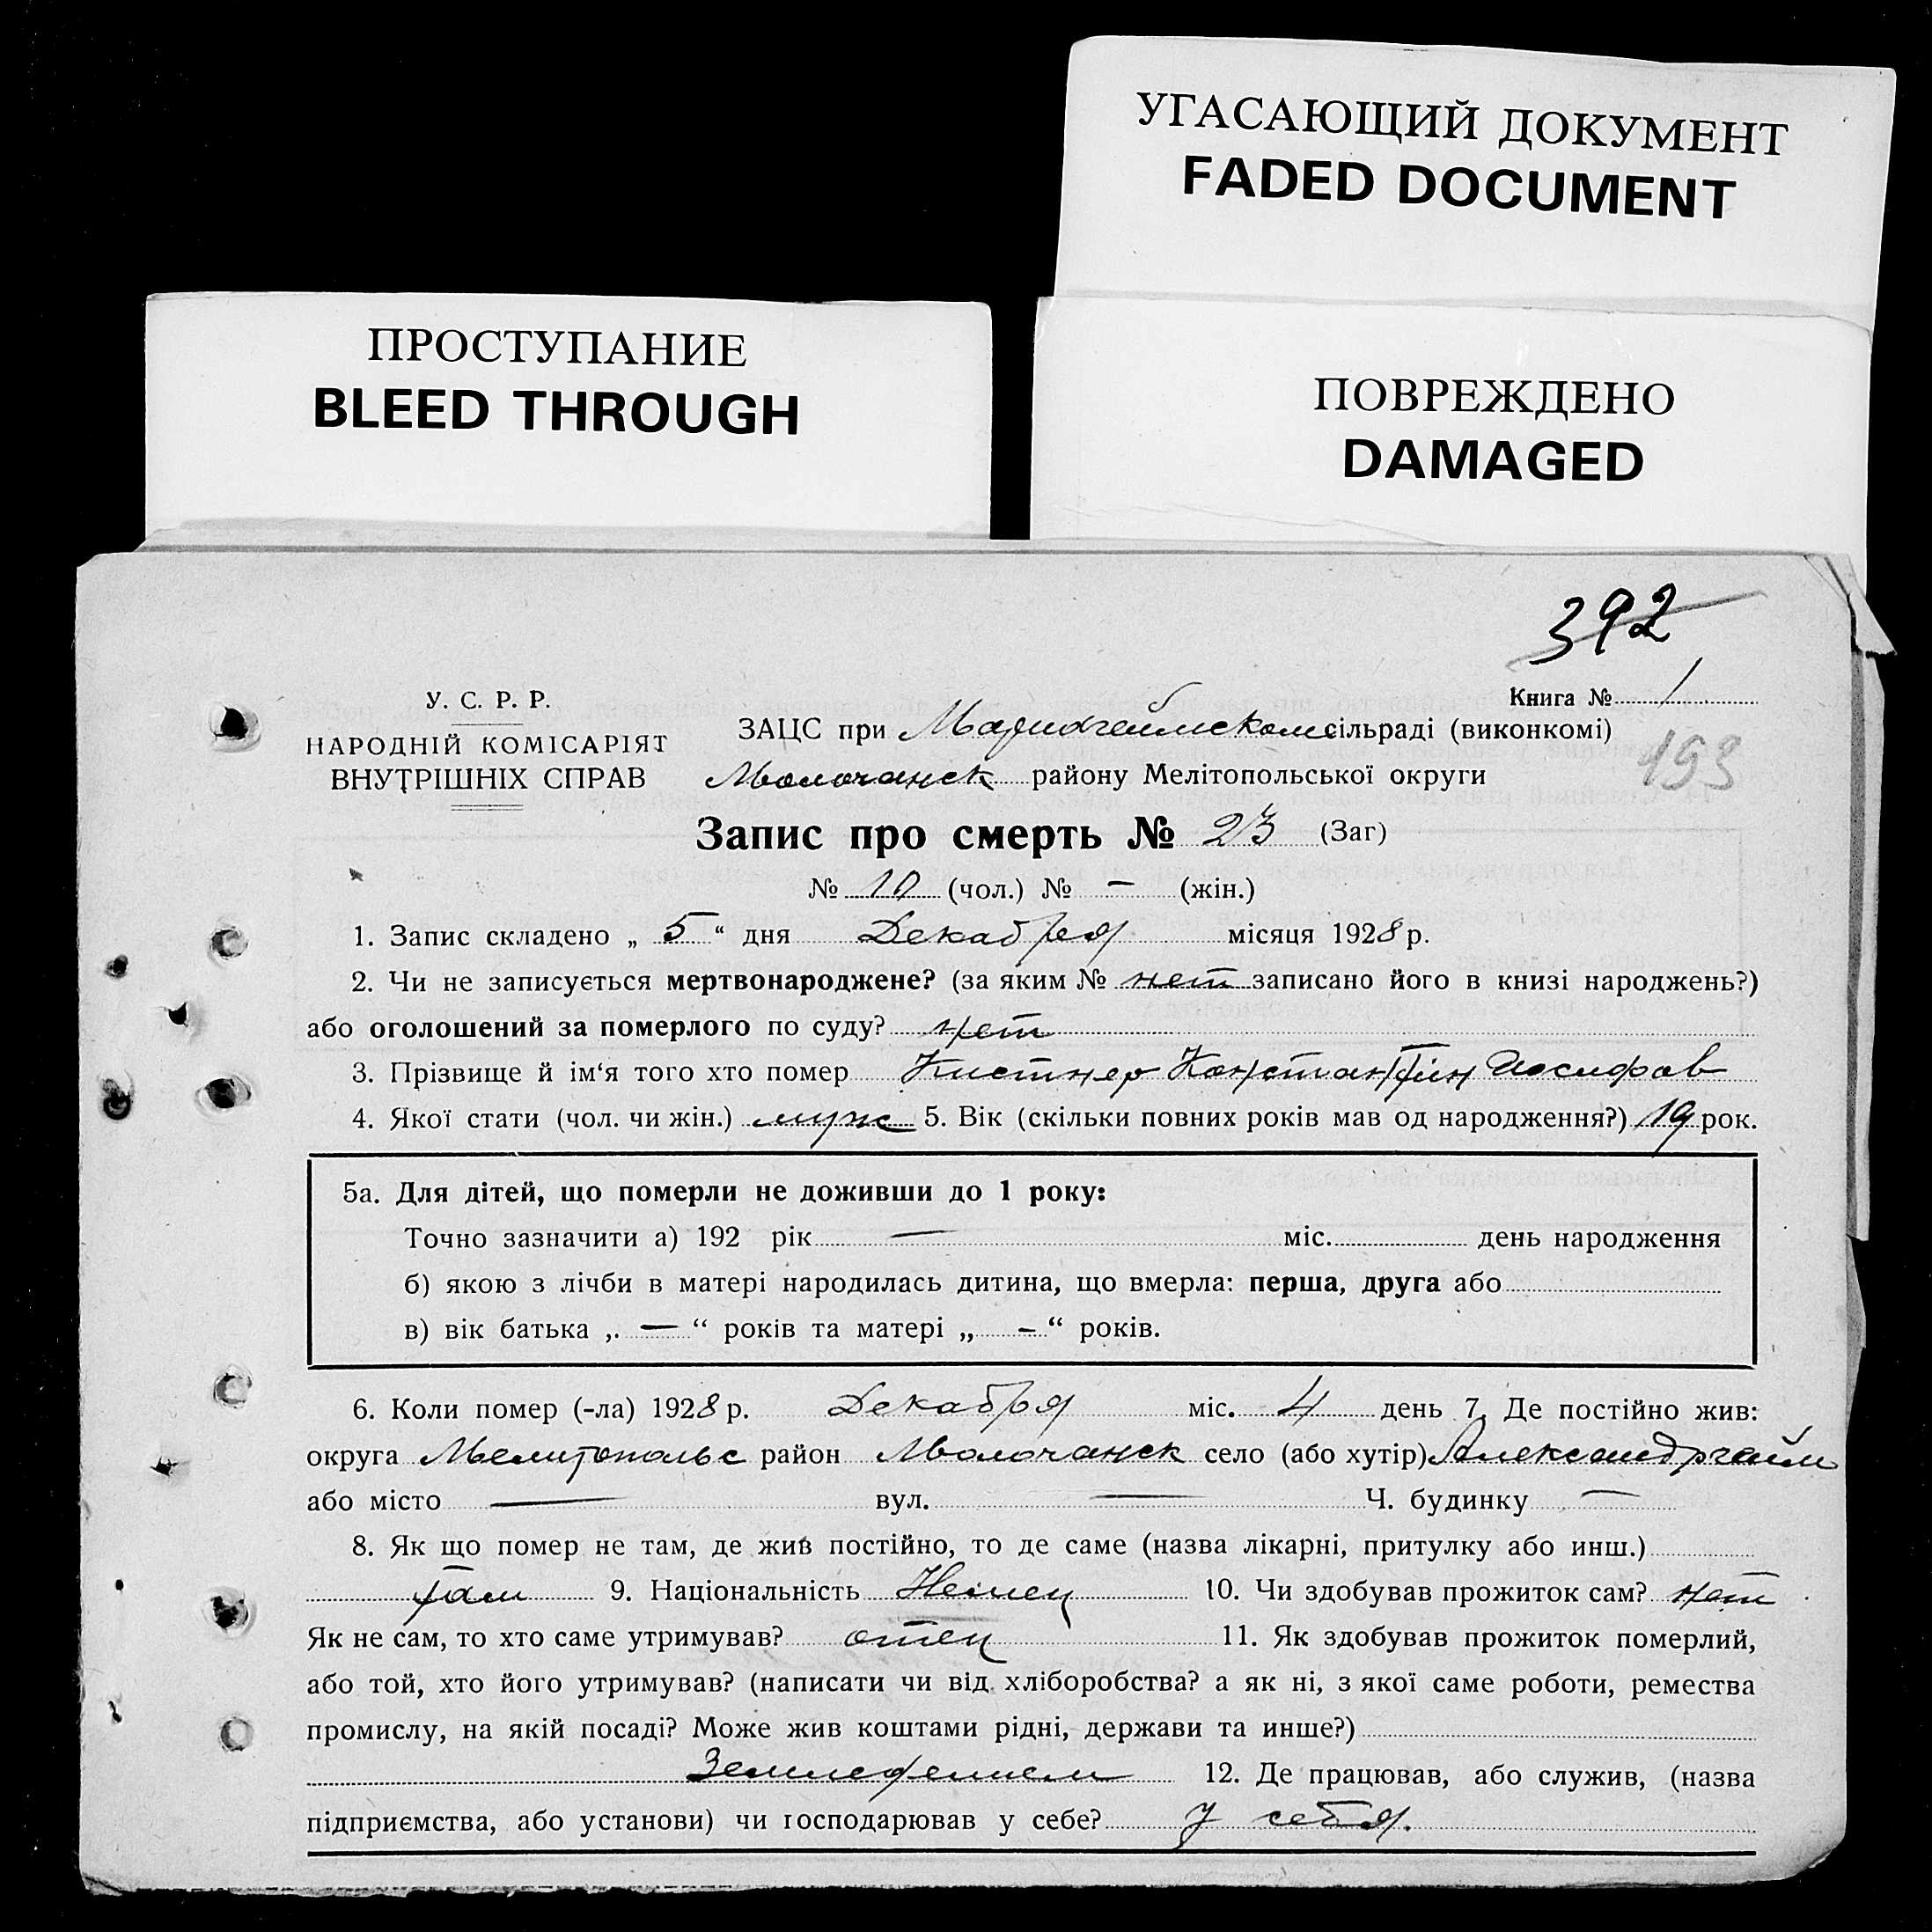 УГАСАЮЩИЙ ДОКУМЕНТ
FADED DOCUMENT
ПРОСТУПАНИЕ
BLEED THROUGH
ПОВРЕЖДЕНО
DAMAGED
392
Книга № 1
У. С. Р. Р.
НАРОДНІЙ КОМІСАРІЯТ
ВНУТРІШНІХ СПРАВ
ЗАЦС при Мариагеймском сільраді (виконкомі)
193
Молочанск району Мелітопольської округи
Запис про смерть № 23 (Заг)
№ 10 (чол.) № — (жін.)
1. Запис складено „ 5 “ дня Декабря місяця 1928 р.
2. Чи не записується мертвонароджене? (за яким № нет записано його в книзі народжень?)
або оголошений за померлого по суду? нет
3. Прізвище й ім‘я того хто помер Кистнер Константин Иосифов
4. Якої стати (чол. чи жін.) муж 5. Вік (скільки повних років мав од народження?) 19 рок.
5а. Для дітей, що померли не доживши до 1 року:
Точно зазначити а) 192 рік — міс. день народження
б) якою з лічби в матері народилась дитина, що вмерла: перша, друга або
в) вік батька „ — “ років та матері „ - “ років.
6. Коли помер (-ла) 1928 р. Декабря міс. 4 день 7. Де постійно жив:
округа Мелитопольс район Молочанск село (або хутір) Александргейм
або місто — вул. — Ч. будинку —
8. Як що помер не там, де жив постійно, то де саме (назва лікарні, притулку або инш.)
там 9. Національність Немец 10. Чи здобував прожиток сам? нет
Як не сам, то хто саме утримував? отец 11. Як здобував прожиток померлий,
або той, хто його утримував? (написати чи від хліборобства? а як ні, з якої саме роботи, ремества
промислу, на якій посаді? Може жив коштами рідні, держави та инше?)
Земледелием 12. Де працював, або служив, (назва
підприємства, або установи) чи господарював у себе? У себя.